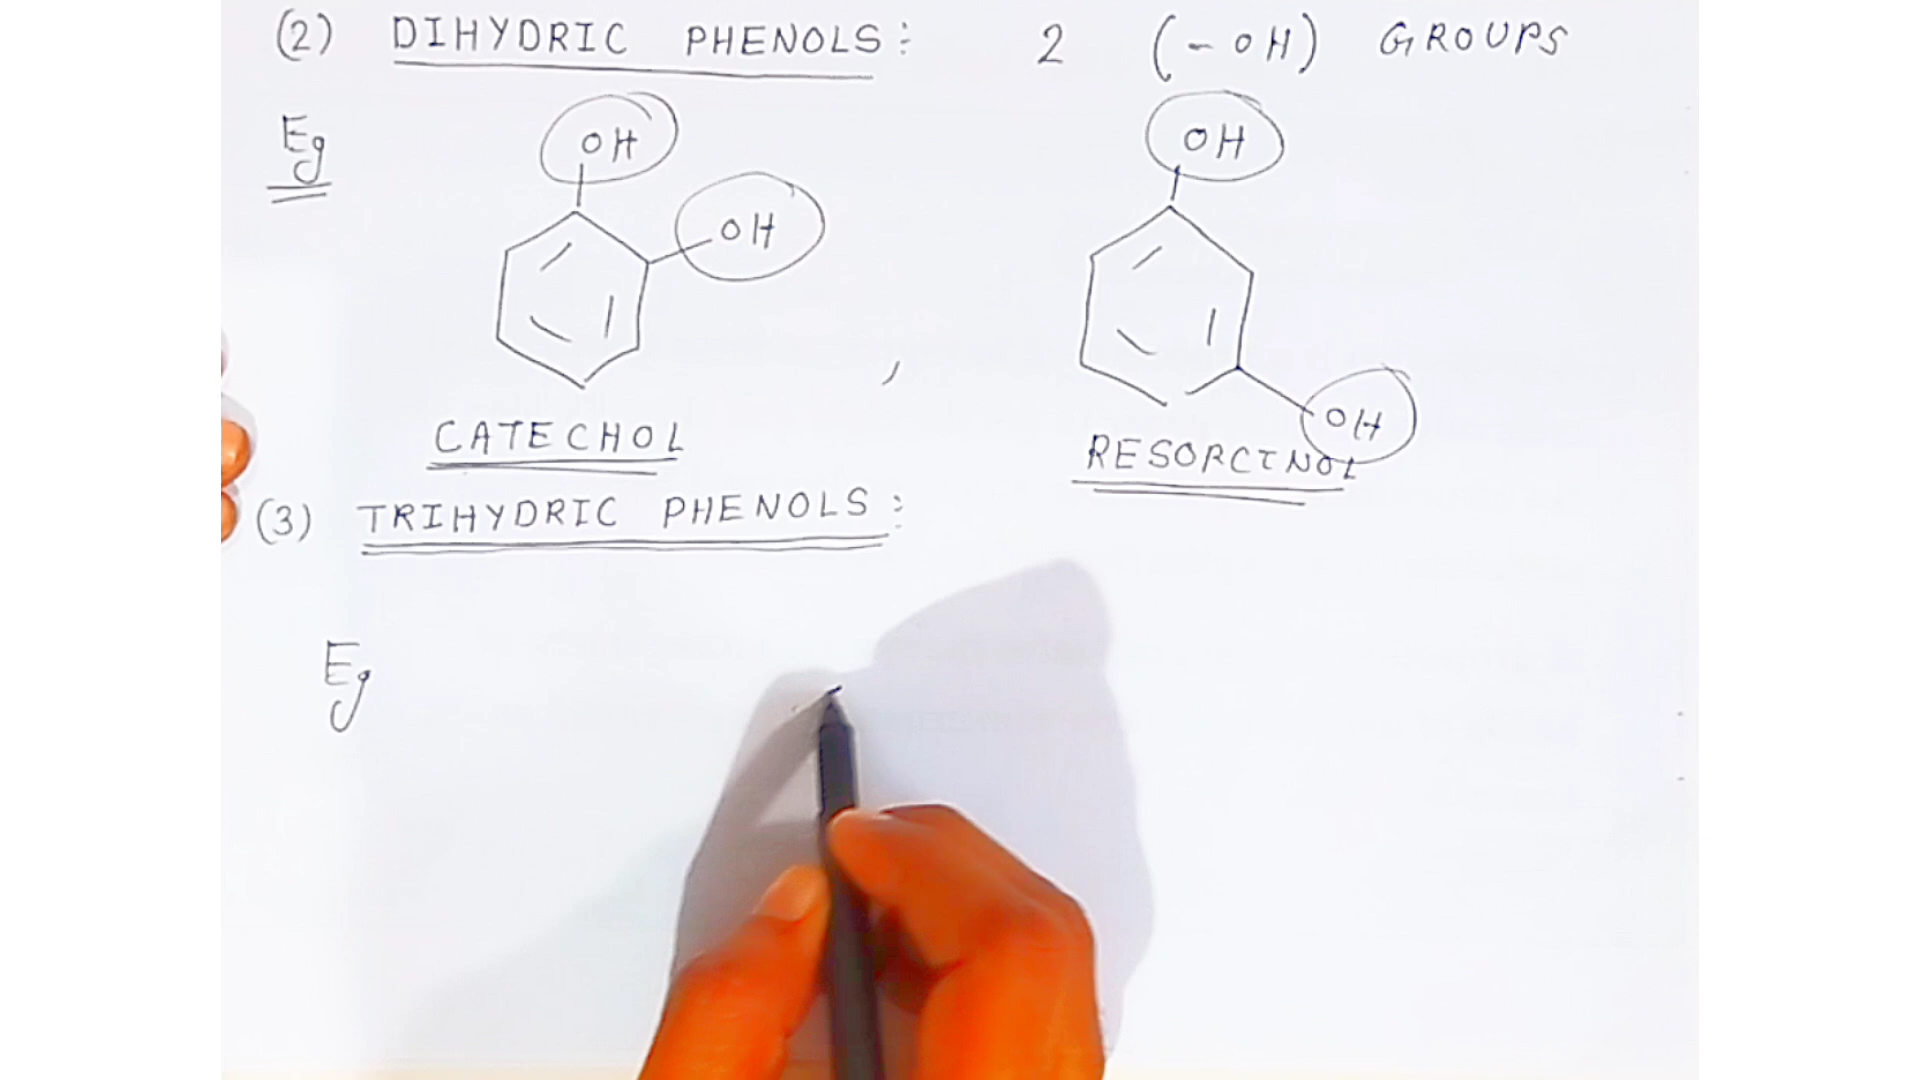 (2) DIHYDRIC PHENOLS: 2 (-OH) GROUPS
Eg
OH
OH
OH
OH
CATECHOL
,
RESORCINOL
(3) TRIHYDRIC PHENOLS:
Eg